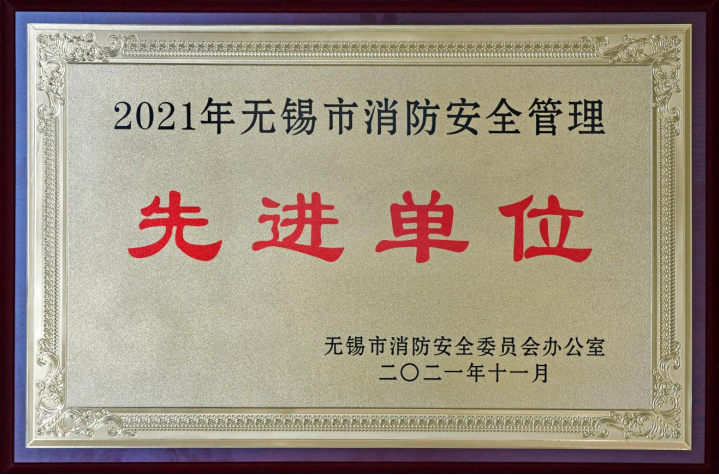 2021年无锡市消防安全管理
先进单位
无锡市消防安全委员会办公室
二〇二一年十一月